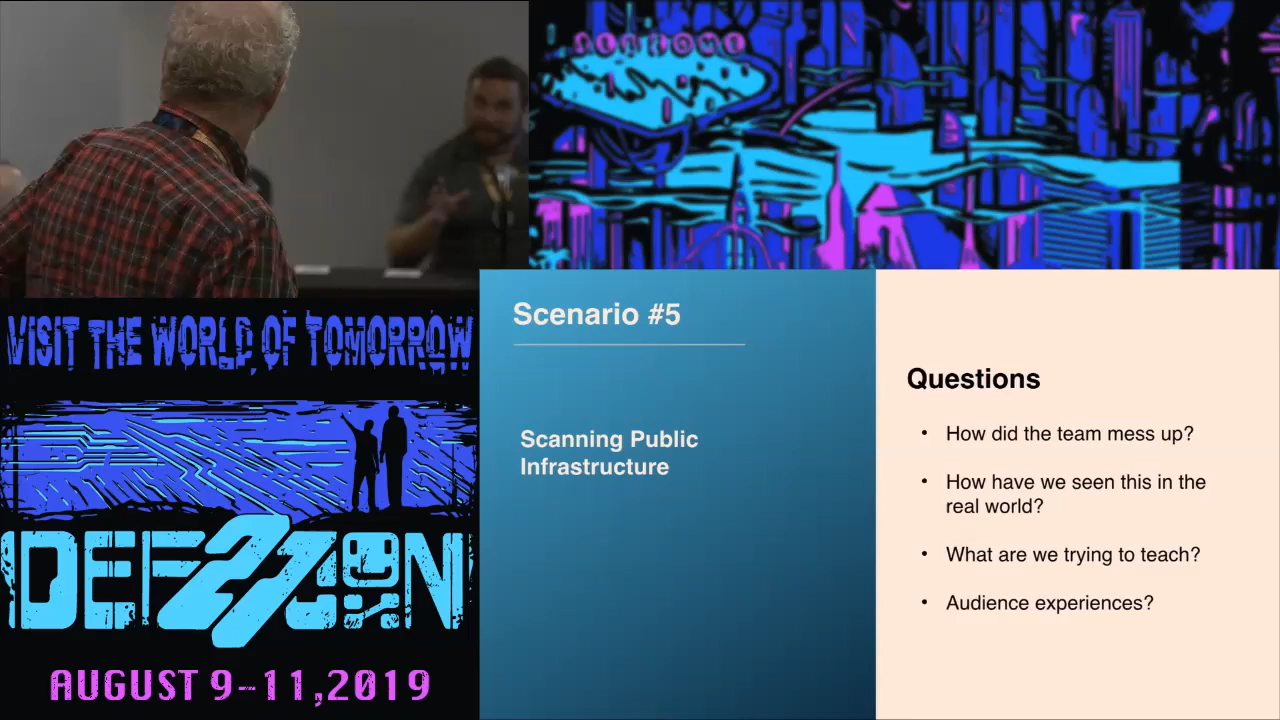 WELCOME
VISIT THE WORLD OF TOMORROW
DEF27CON
AUGUST 9-11,2019
Scenario #5
Scanning Public
Infrastructure
Questions
• How did the team mess up?
• How have we seen this in the
real world?
• What are we trying to teach?
• Audience experiences?